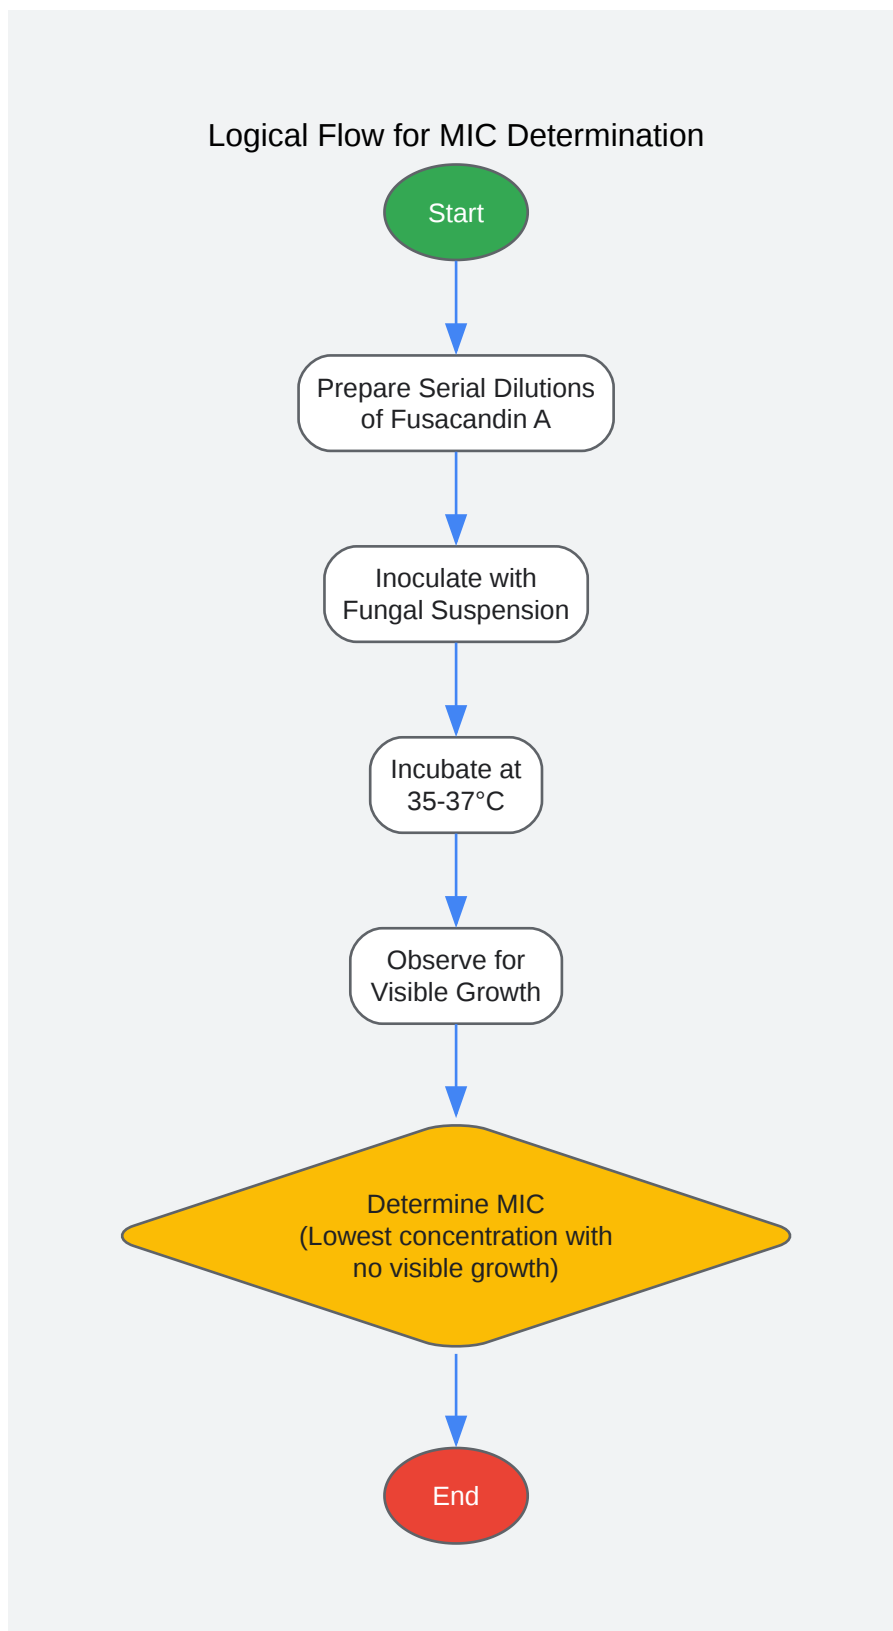 Logical Flow for MIC Determination
Start
Prepare Serial Dilutions
of Fusacandin A
Inoculate with
Fungal Suspension
Incubate at
35-37°C
Observe for
Visible Growth
Determine MIC
(Lowest concentration with
no visible growth)
End